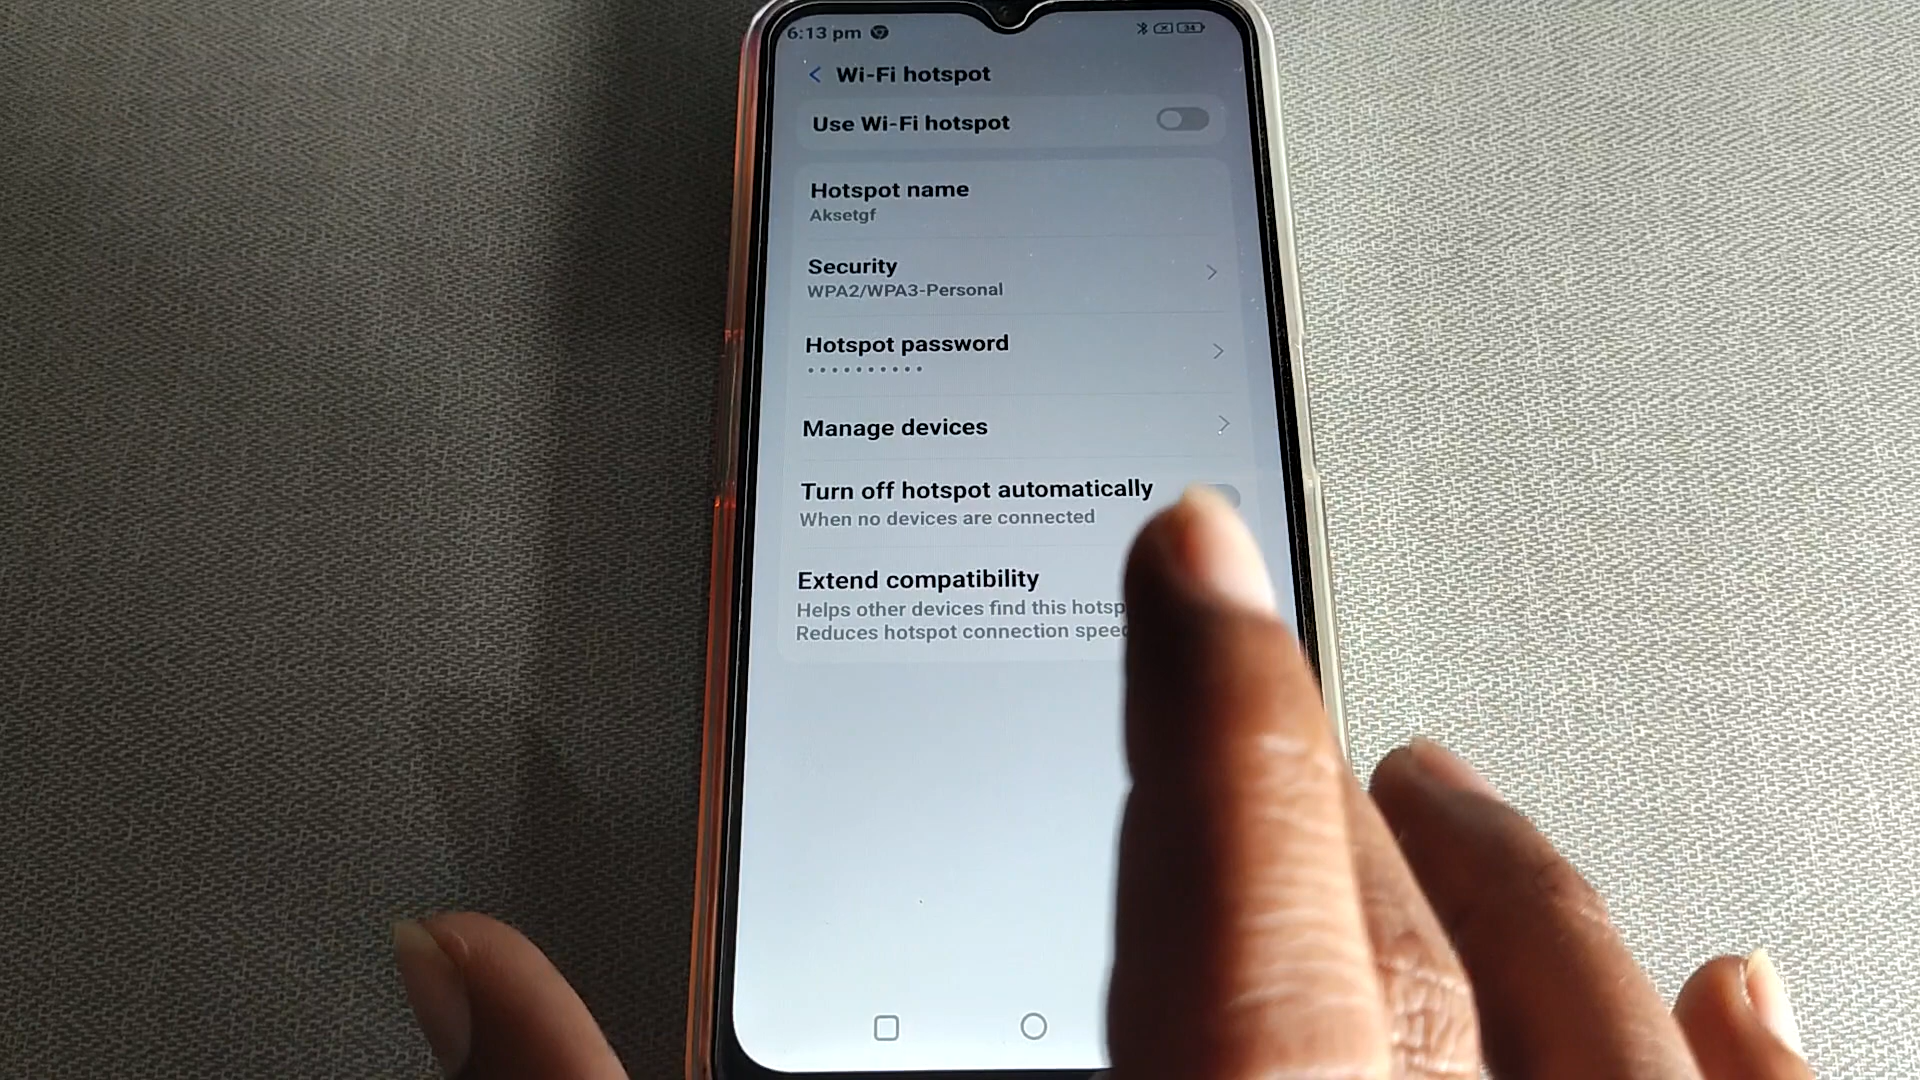 6:13 pm
34
Wi-Fi hotspot
Use Wi-Fi hotspot
Hotspot name
Aksetgf
Security
WPA2/WPA3-Personal
Hotspot password
••••••••••
Manage devices
Turn off hotspot automatically
When no devices are connected
Extend compatibility
Helps other devices find this
Reduces hotspot connection